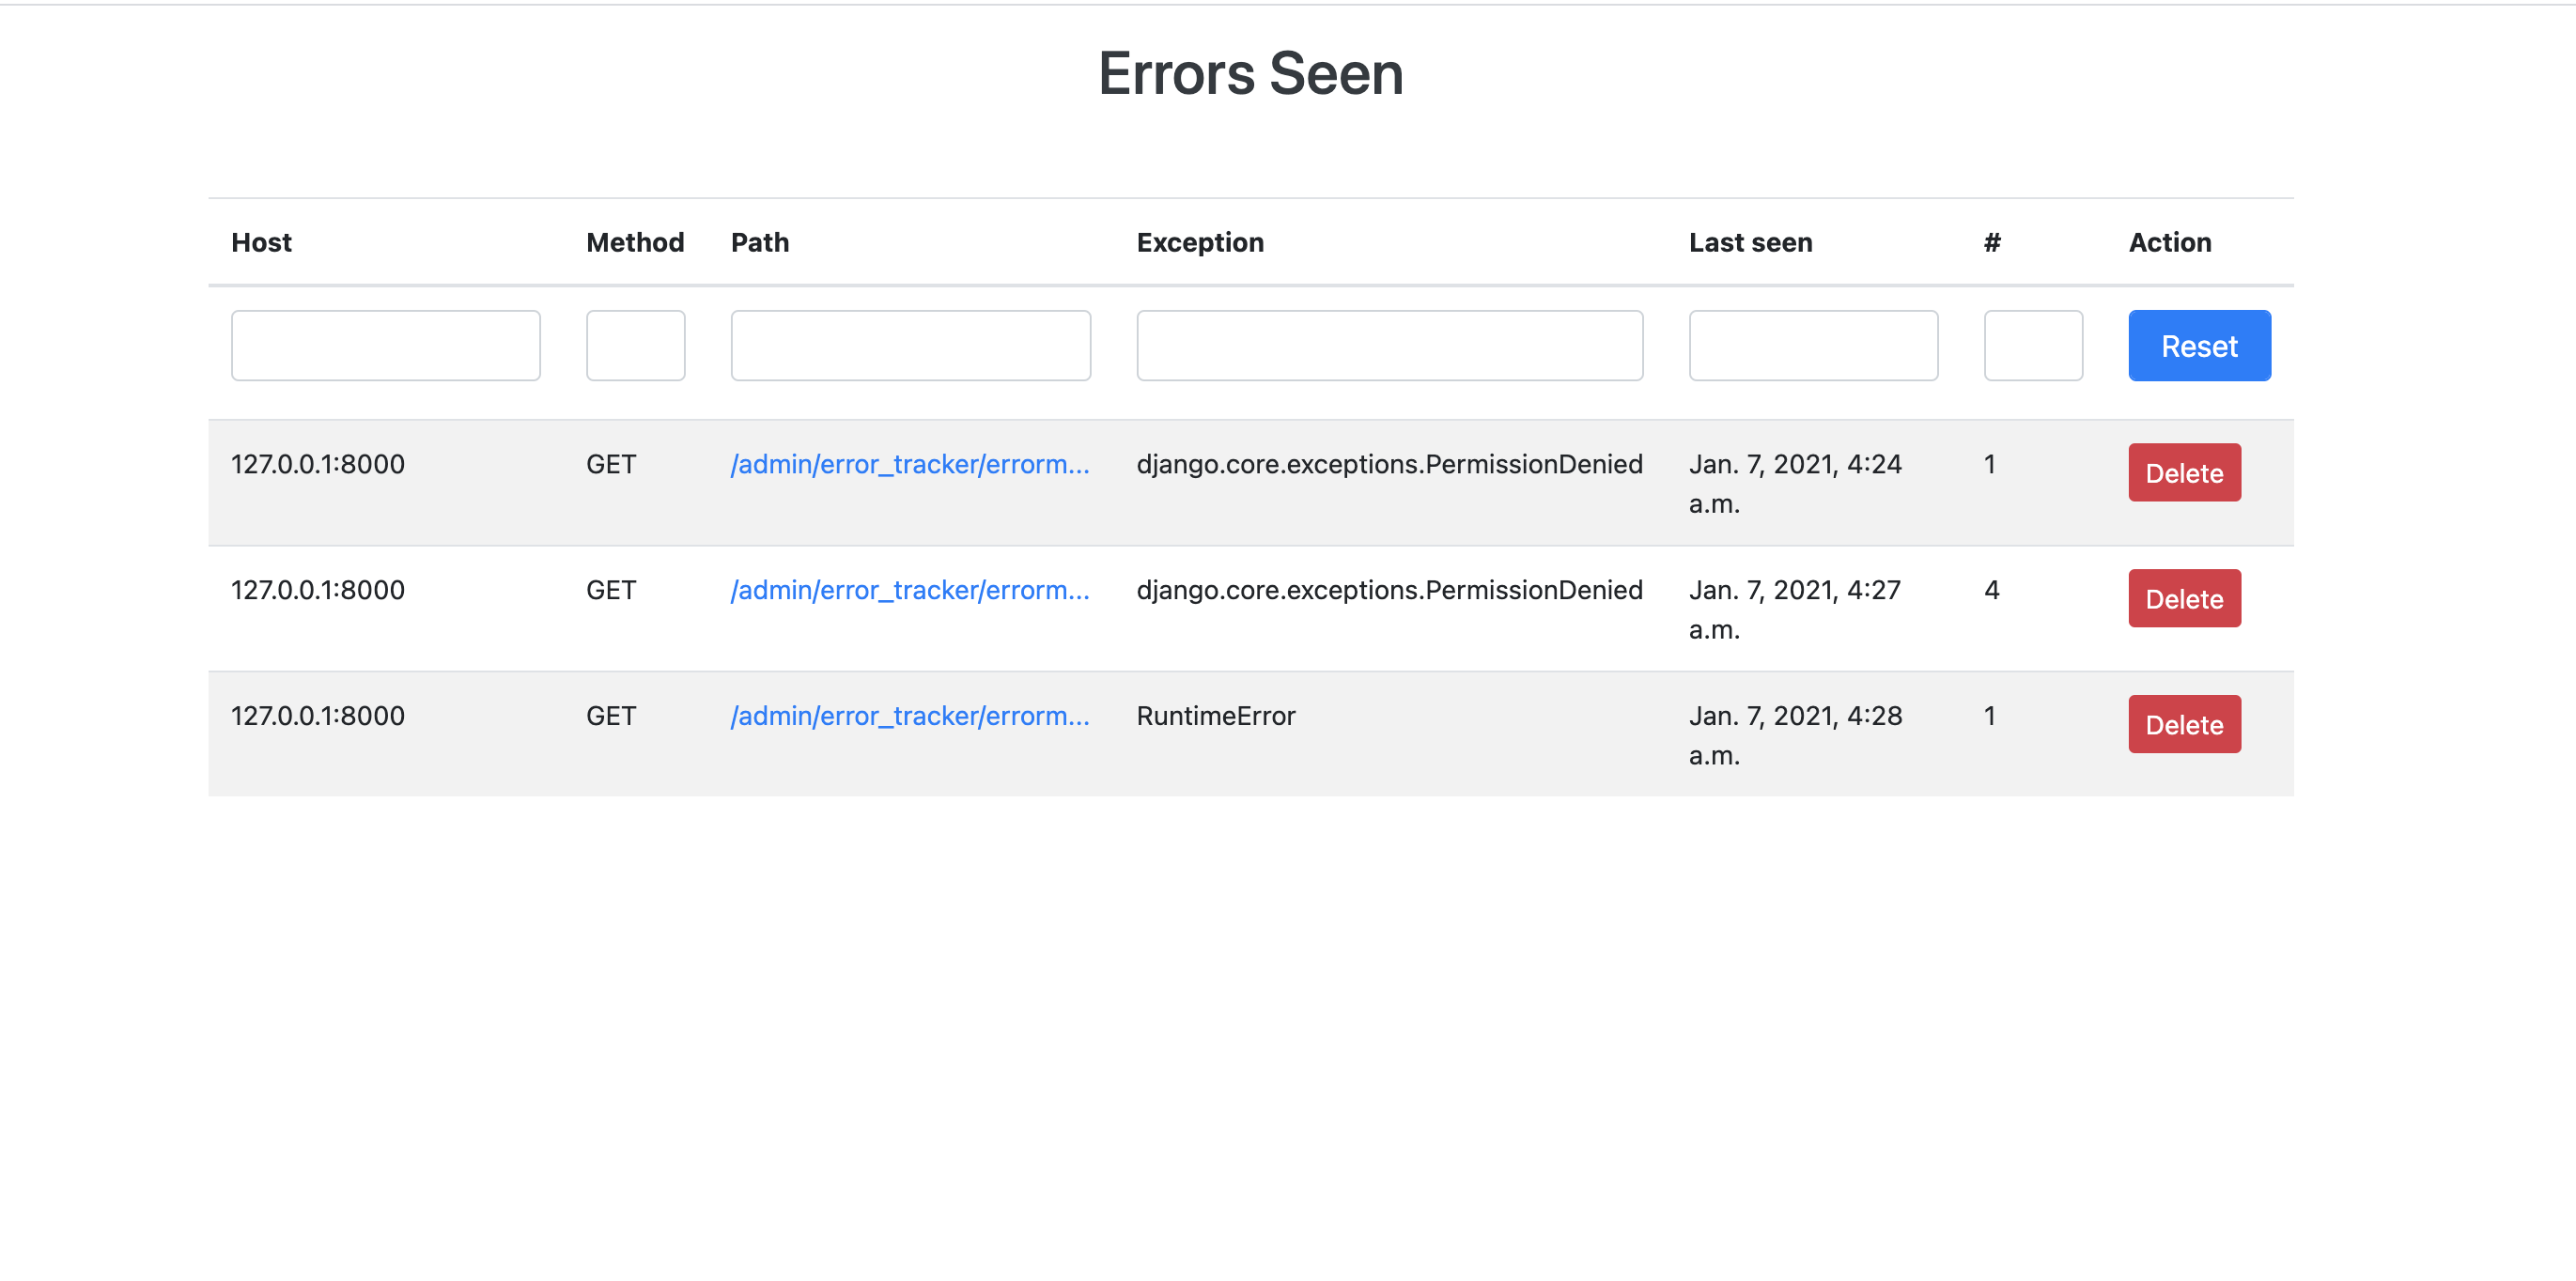 Errors Seen
Host Method Path Exception Last seen # Action
Reset
127.0.0.1:8000 GET /admin/error_tracker/errorm... django.core.exceptions.PermissionDenied Jan. 7, 2021, 4:24 1 Delete
a.m.
127.0.0.1:8000 GET /admin/error_tracker/errorm... django.core.exceptions.PermissionDenied Jan. 7, 2021, 4:27 4 Delete
a.m.
127.0.0.1:8000 GET /admin/error_tracker/errorm... RuntimeError Jan. 7, 2021, 4:28 1 Delete
a.m.